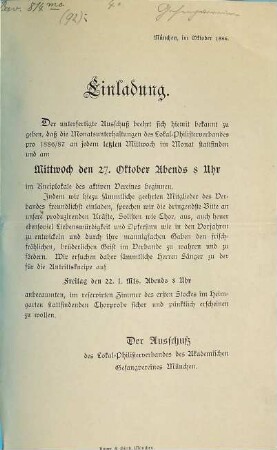 München, im Oktober 1886.
Einladung.
Der unterfertigte Ausschuß beehrt sich hiemit bekannt zu
geben, daß die Monatsunterhaltungen des Lokal-Philisterverbandes
pro 1886/87 an jedem letzten Mittwoch im Monat stattfinden
und am
Mittwoch den 27. Oktober Abends 8 Uhr
im Kneiplokale des aktiven Vereines beginnen.
Indem wir hiezu sämmtliche geehrten Mitglieder des Ver-
bandes freundlichst einladen, sprechen wir die dringendste Bitte an
unsere produzirenden Kräfte, Solisten wie Chor, aus, auch heuer
ebensoviel Liebenswürdigkeit und Opfersinn wie in den Vorjahren
zu entwickeln und durch ihre mannigfachen Gaben den frisch-
fröhlichen, brüderlichen Geist im Verbande zu wahren und zu
fördern. Wir ersuchen daher sämmtliche Herren Sänger zu der
für die Antrittskneipe auf
Freitag den 22. l. Mts. Abends 8 Uhr
anberaumten, im reservirten Zimmer des ersten Stockes im Heim-
garten stattfindenden Chorprobe sicher und pünktlich erscheinen
zu wollen.
Der Ausschuß
des Lokal-Philisterverbandes des Akademischen
Gesangvereines München.